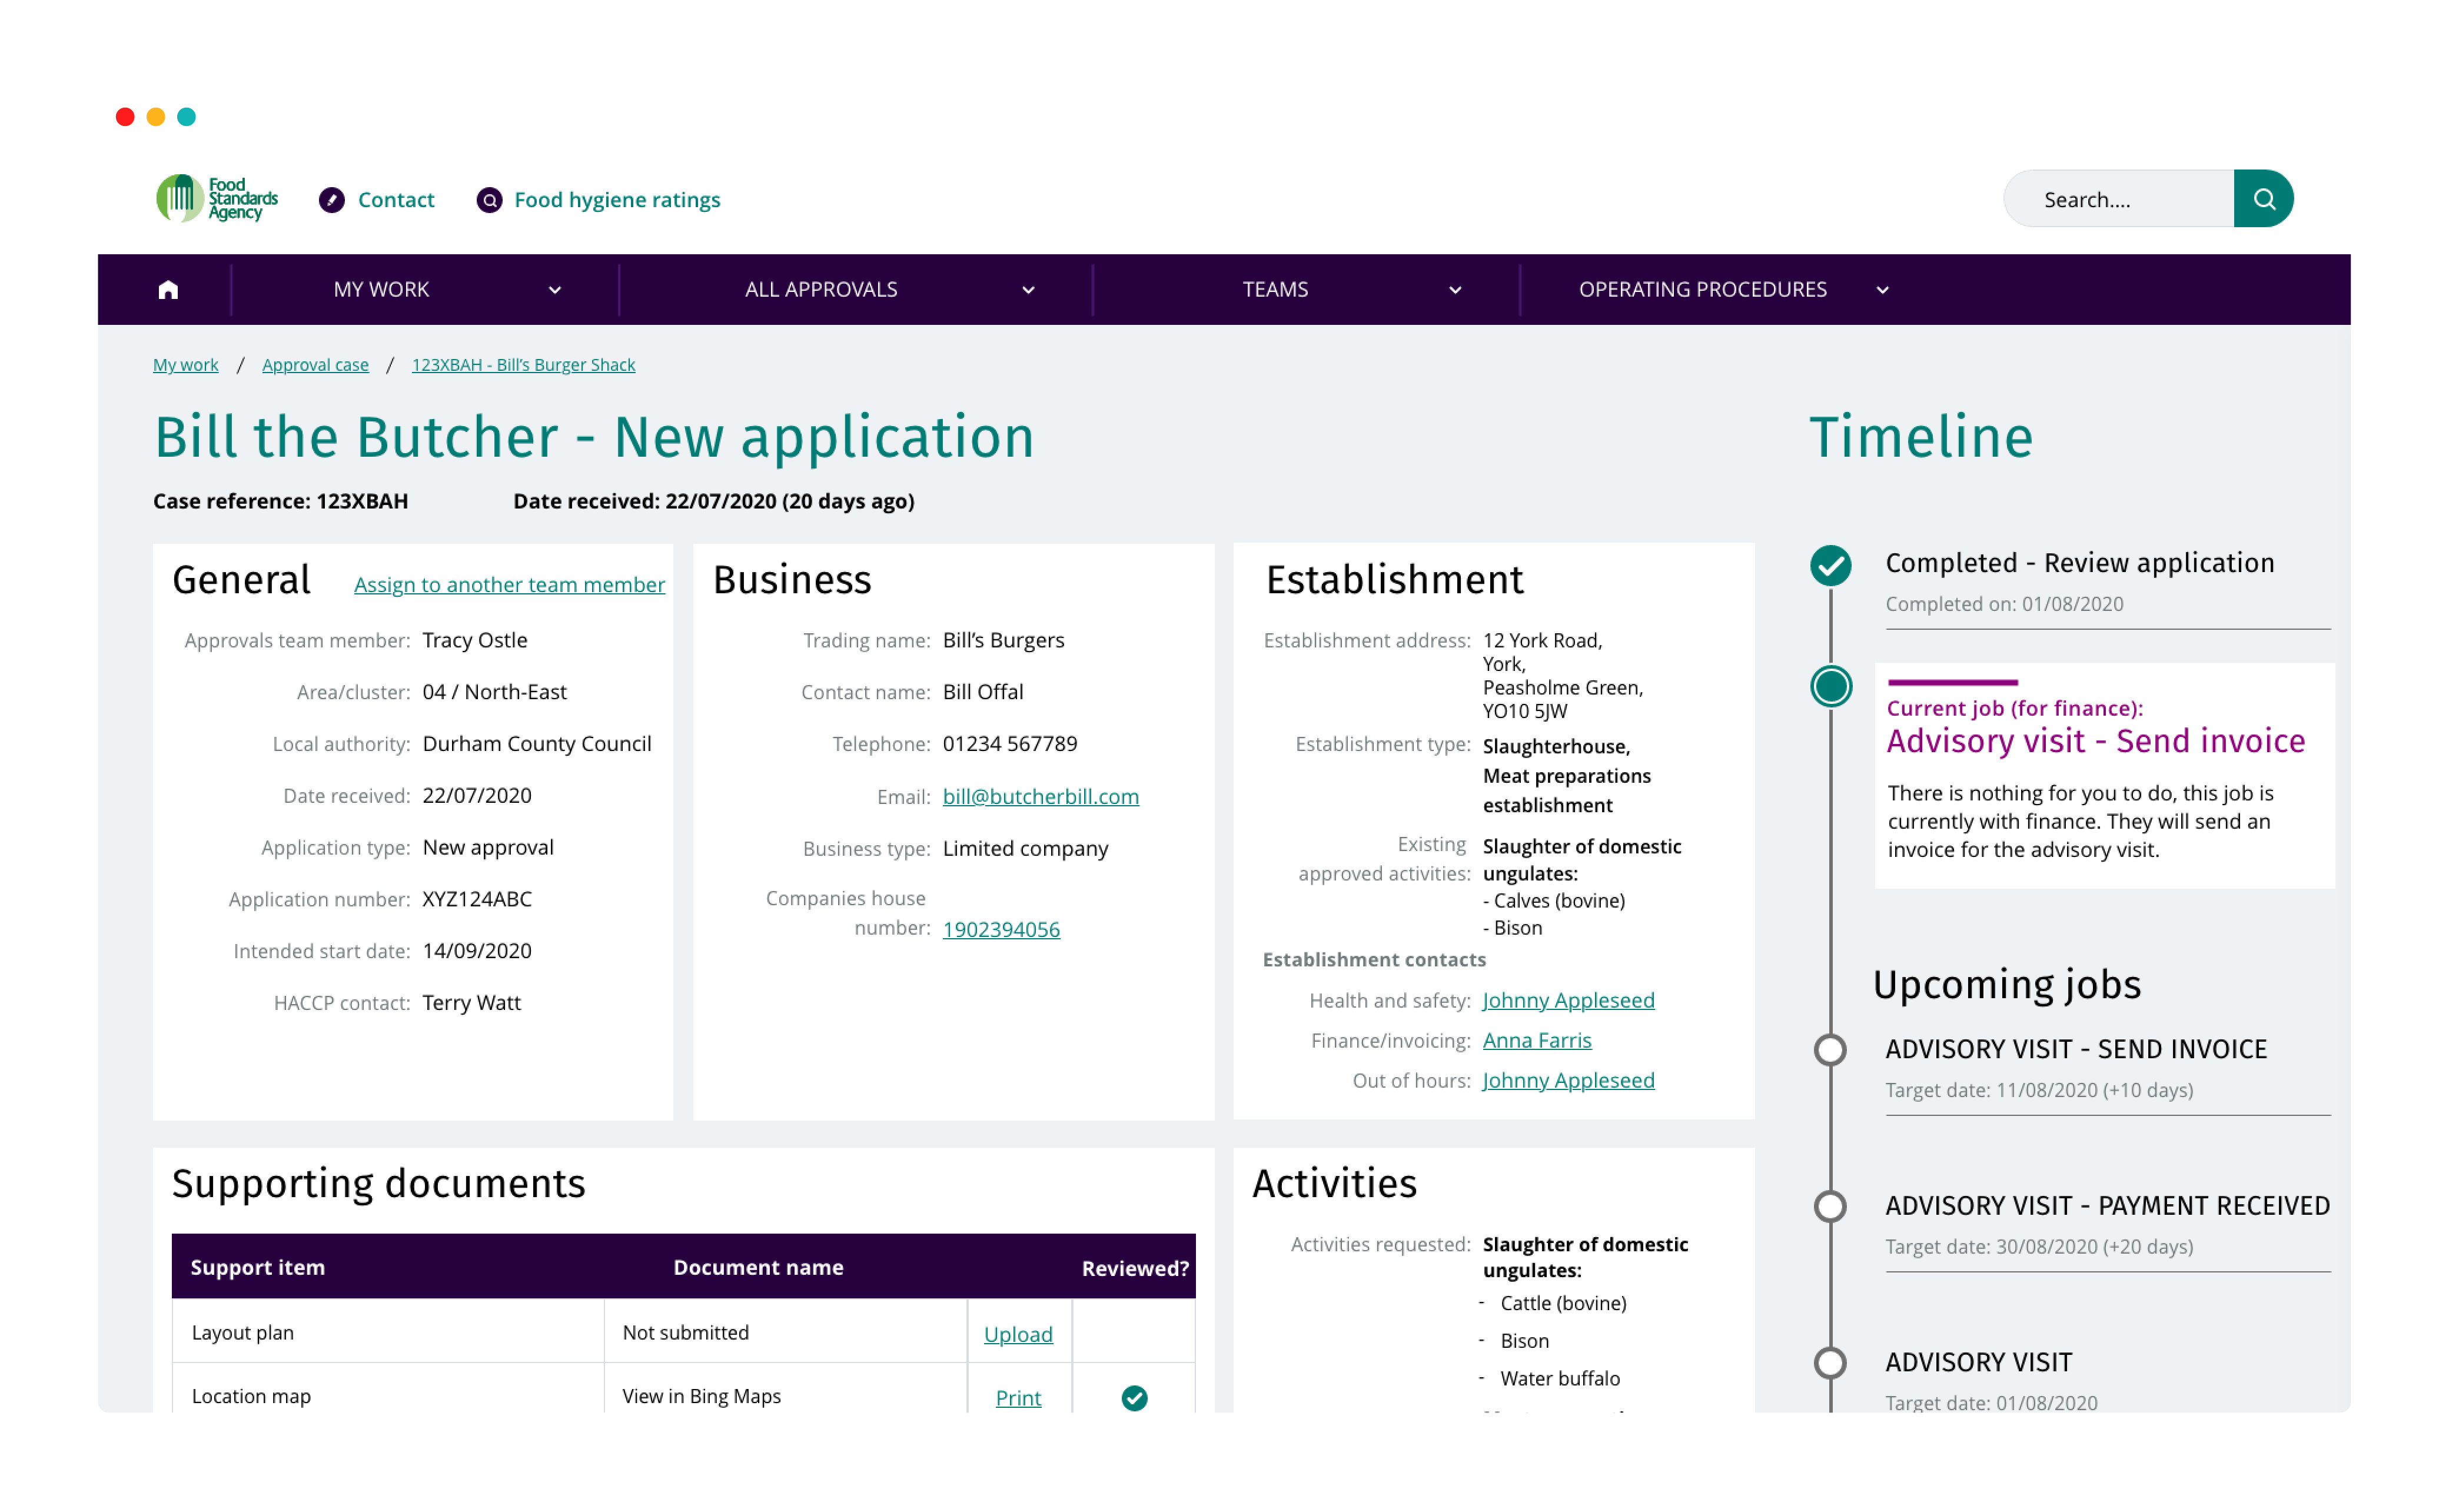 Food
Standards
Agency
Contact
Food hygiene ratings
Search....
MY WORK
ALL APPROVALS
TEAMS
OPERATING PROCEDURES
My work / Approval case / 123XBAH - Bill's Burger Shack
Bill the Butcher - New application
Case reference: 123XBAH
Date received: 22/07/2020 (20 days ago)
General
Assign to another team member
Approvals team member: Tracy Ostle
Area/cluster: 04 / North-East
Local authority: Durham County Council
Date received: 22/07/2020
Application type: New approval
Application number: XYZ124ABC
Intended start date: 14/09/2020
HACCP contact: Terry Watt
Business
Trading name: Bill's Burgers
Contact name: Bill Offal
Telephone: 01234 567789
Email: bill@butcherbill.com
Business type: Limited company
Companies house
number: 1902394056
Establishment
Establishment address: 12 York Road,
York,
Peasholme Green,
YO10 5JW
Establishment type: Slaughterhouse,
Meat preparations
establishment
Existing Slaughter of domestic
approved activities: ungulates:
- Calves (bovine)
- Bison
Establishment contacts
Health and safety: Johnny Appleseed
Finance/invoicing: Anna Farris
Out of hours: Johnny Appleseed
Supporting documents
Support item Document name Reviewed?
Layout plan Not submitted Upload
Location map View in Bing Maps Print
Activities
Activities requested: Slaughter of domestic
ungulates:
- Cattle (bovine)
- Bison
- Water buffalo
Timeline
Completed - Review application
Completed on: 01/08/2020
Current job (for finance):
Advisory visit - Send invoice
There is nothing for you to do, this job is
currently with finance. They will send an
invoice for the advisory visit.
Upcoming jobs
ADVISORY VISIT - SEND INVOICE
Target date: 11/08/2020 (+10 days)
ADVISORY VISIT - PAYMENT RECEIVED
Target date: 30/08/2020 (+20 days)
ADVISORY VISIT
Target date: 01/08/2020